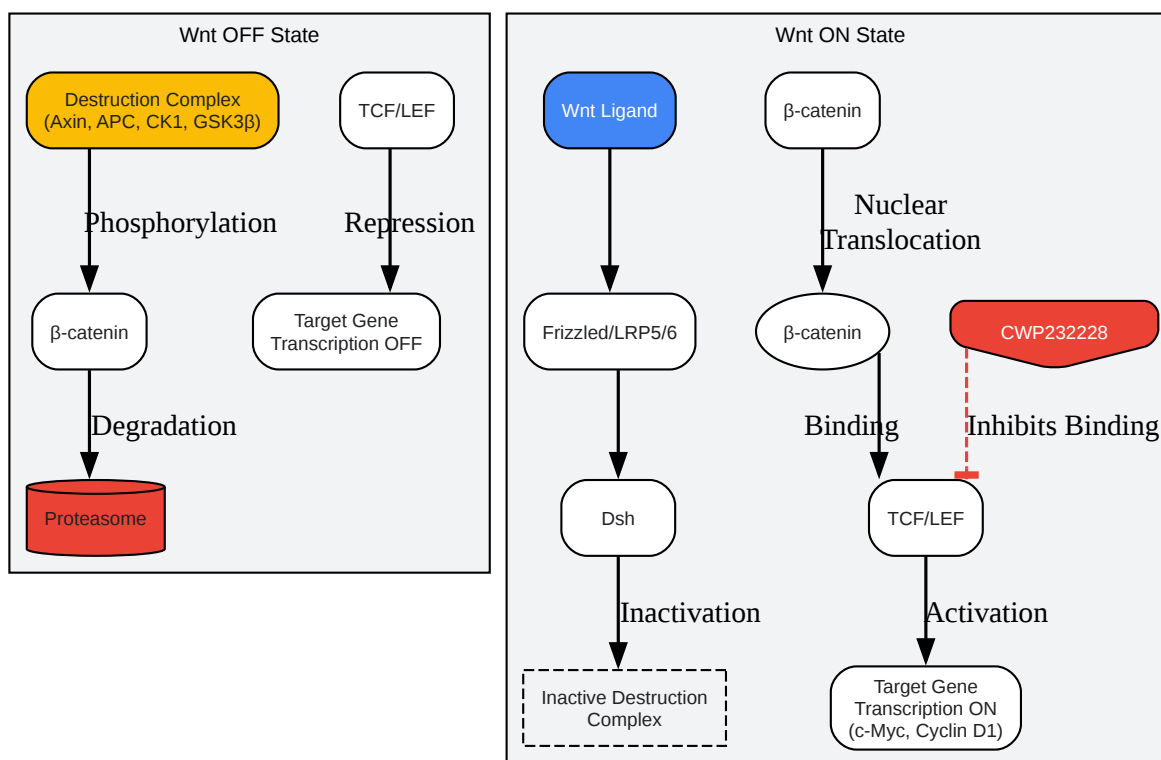 Wnt OFF State
Destruction Complex
(Axin, APC, CK1, GSK3β)
TCF/LEF
Phosphorylation
Repression
β-catenin
Target Gene
Transcription OFF
Degradation
Proteasome
Wnt ON State
Wnt Ligand
β-catenin
Nuclear
Translocation
Frizzled/LRP5/6
β-catenin
CWP232228
Binding
Inhibits Binding
Dsh
TCF/LEF
Inactivation
Activation
Inactive Destruction
Complex
Target Gene
Transcription ON
(c-Myc, Cyclin D1)